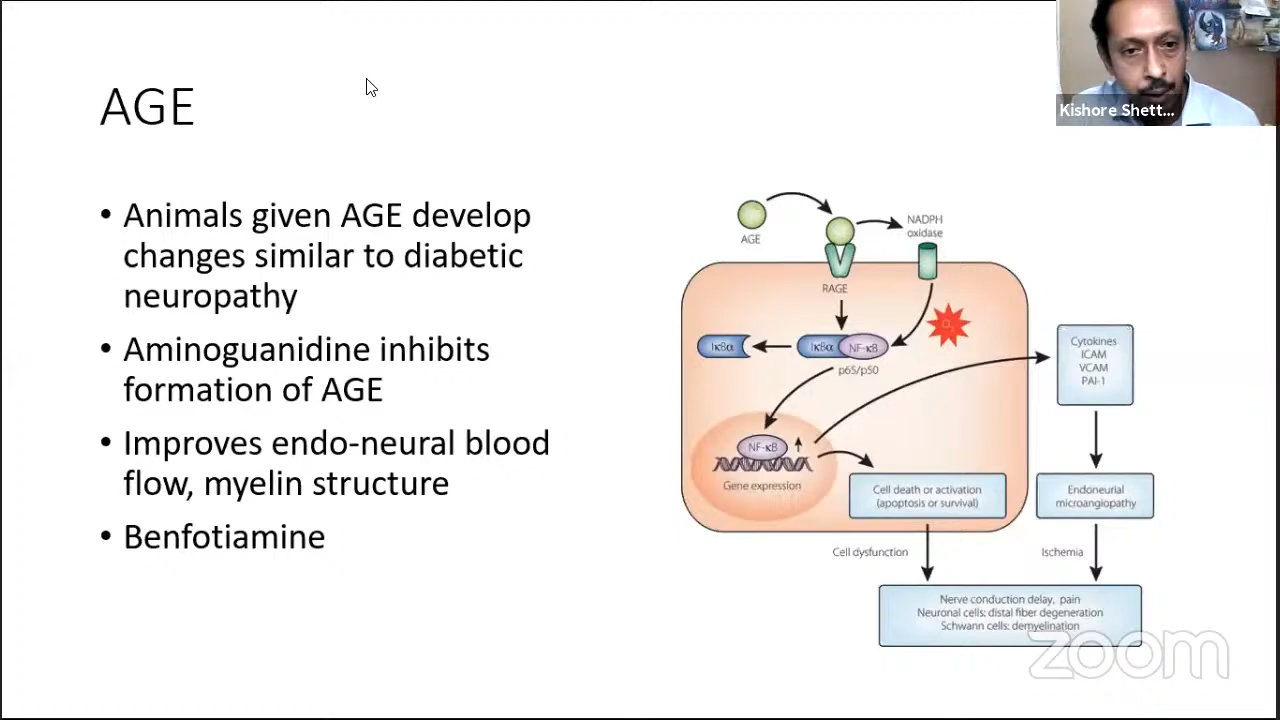 Kishore Shett...
AGE
• Animals given AGE develop
changes similar to diabetic
neuropathy
• Aminoguanidine inhibits
formation of AGE
• Improves endo-neural blood
flow, myelin structure
• Benfotiamine
AGE
NADPH
oxidase
RAGE
IκBα
IκBα
NF-κB
p65/p50
NF-κB
Gene expression
Cell death or activation
(apoptosis or survival)
Cytokines
ICAM
VCAM
PAI-1
Endoneurial
microangiopathy
Cell dysfunction
Ischemia
Nerve conduction delay, pain
Neuronal cells: distal fiber degeneration
Schwann cells: demyelination
zoom